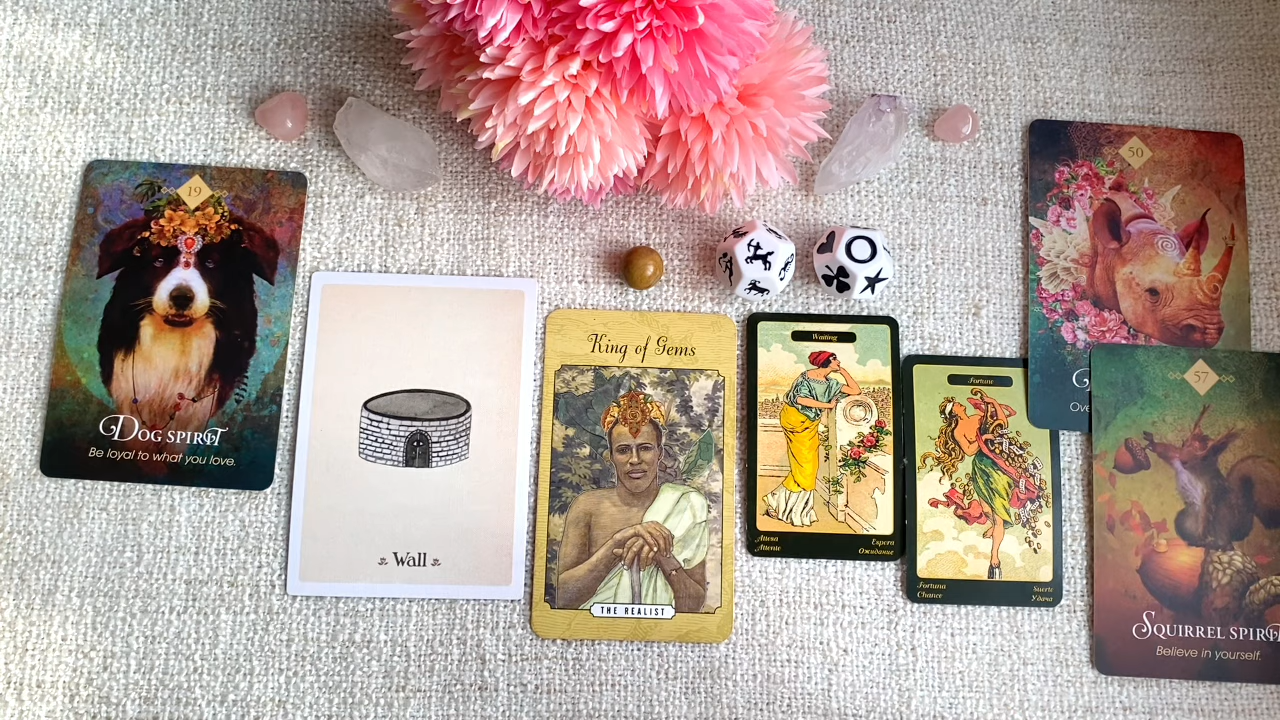 19
DOG SPIRIT
Be loyal to what you love.
Wall
King of Gems
THE REALIST
Waiting
Attesa
Attente
Espera
Ожидание
Fortune
Fortuna
Chance
Suerte
Удача
50
57
SQUIRREL SPIRIT
Believe in yourself.